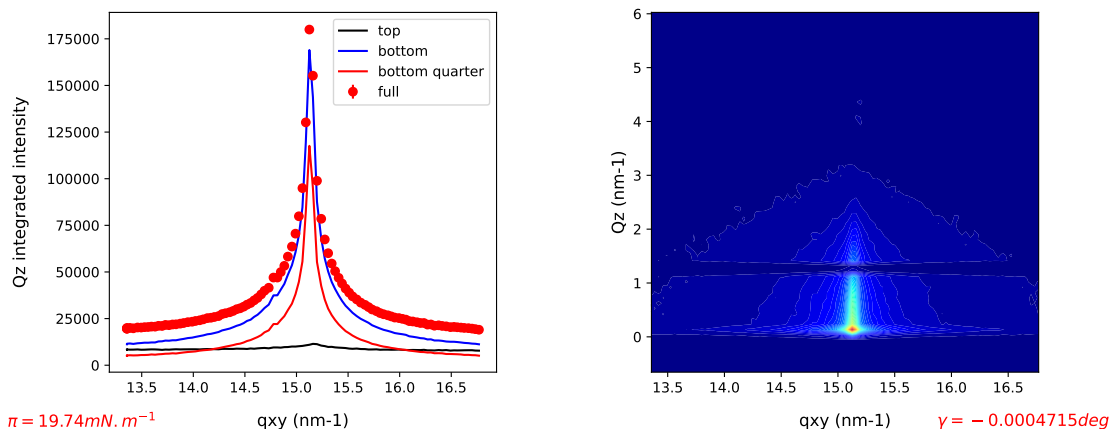 top
bottom
bottom quarter
full
175000
150000
125000
100000
75000
50000
25000
0
Qz integrated intensity
13.5 14.0 14.5 15.0 15.5 16.0 16.5
qxy (nm-1)
π = 19.74mN.m⁻¹
6
5
4
3
2
1
0
Qz (nm-1)
13.5 14.0 14.5 15.0 15.5 16.0 16.5
qxy (nm-1)
γ = −0.0004715deg